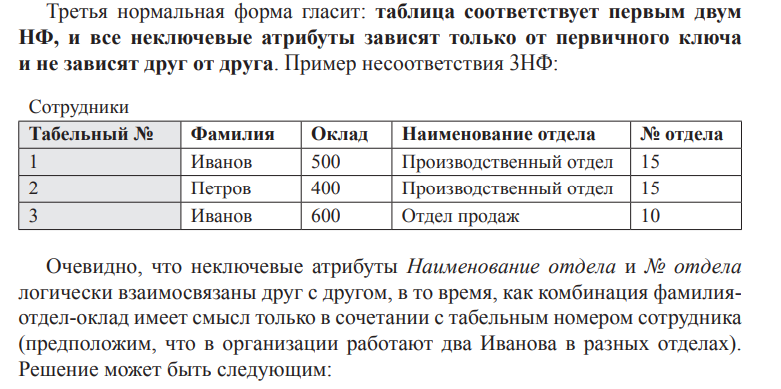 Третья нормальная форма гласит: таблица соответствует первым двум
НФ, и все неключевые атрибуты зависят только от первичного ключа
и не зависят друг от друга. Пример несоответствия 3НФ:
Сотрудники
Табельный № Фамилия Оклад Наименование отдела № отдела
1 Иванов 500 Производственный отдел 15
2 Петров 400 Производственный отдел 15
3 Иванов 600 Отдел продаж 10
Очевидно, что неключевые атрибуты Наименование отдела и № отдела
логически взаимосвязаны друг с другом, в то время, как комбинация фамилия-
отдел-оклад имеет смысл только в сочетании с табельным номером сотрудника
(предположим, что в организации работают два Иванова в разных отделах).
Решение может быть следующим: